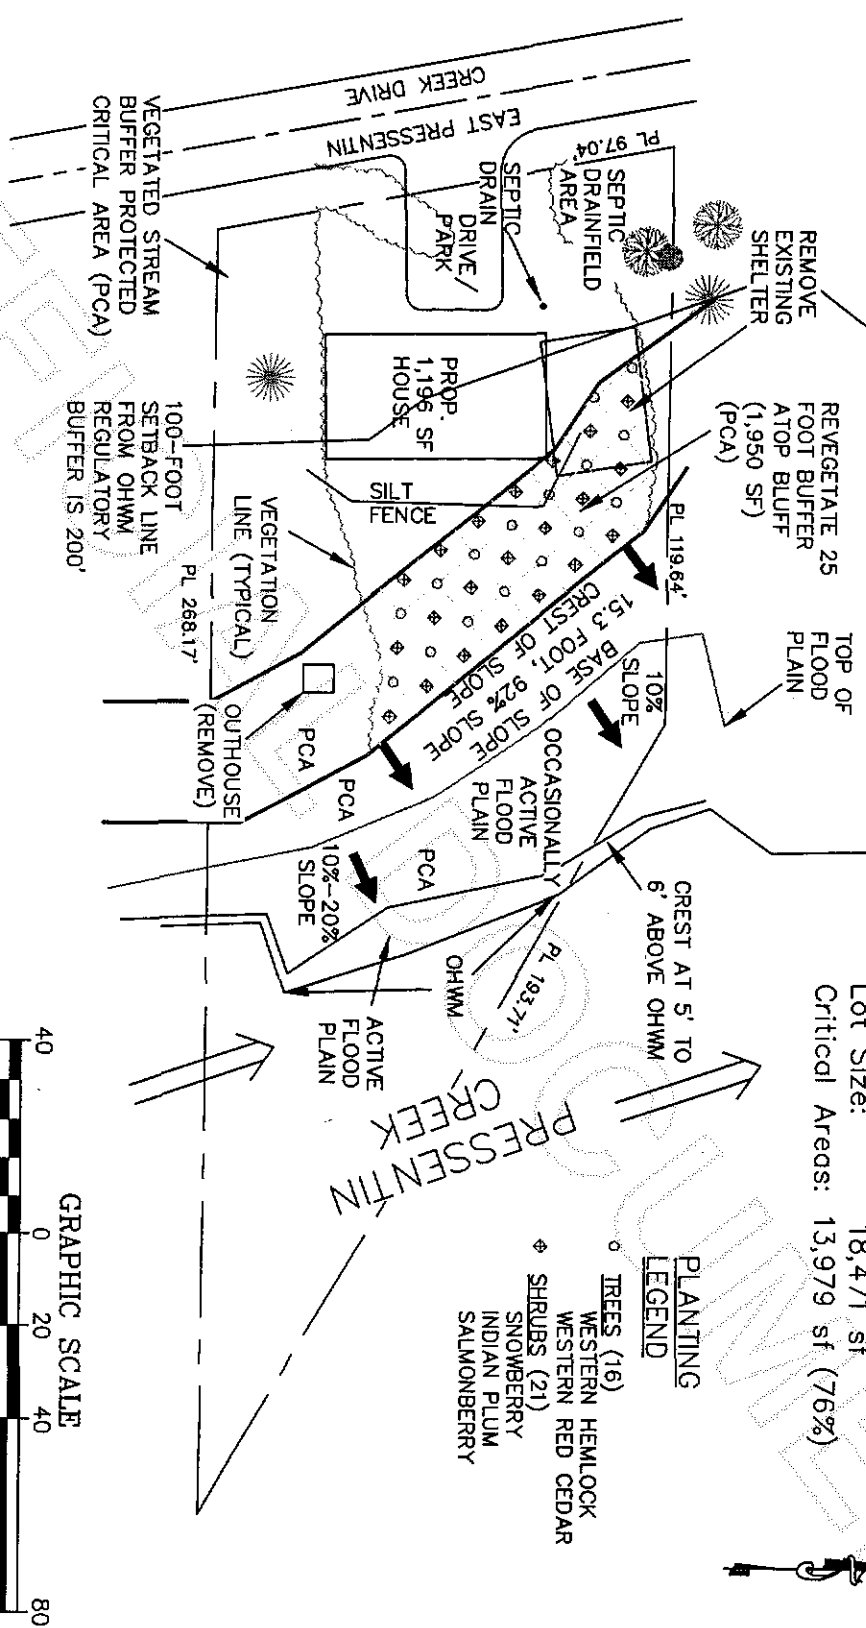 Lot Size: 18,471 sf
Critical Areas: 13,979 sf (76%)
TOP OF
FLOOD
PLAIN
CREST AT 5' TO
6' ABOVE OHWM
REMOVE
EXISTING
SHELTER
REVEGETATE 25
FOOT BUFFER
ATOP BLUFF
(1,950 SF)
(PCA)
PL 97.04'
PL 119.64'
SEPTIC
DRAINFIELD
AREA
SEPTIC
DRAIN
DRIVE/
PARK
EAST PRESSENTIN
CREEK DRIVE
PROP.
1,196 SF
HOUSE
SILT
FENCE
10%
SLOPE
BASE OF SLOPE
15.3 FOOT, 92% SLOPE
CREST OF SLOPE
OCCASIONALLY
ACTIVE
FLOOD
PLAIN
PCA
PCA
PCA
10%-20%
SLOPE
OHWM
PL 193.71'
ACTIVE
FLOOD
PLAIN
PRESSENTIN
CREEK
VEGETATED STREAM
BUFFER PROTECTED
CRITICAL AREA (PCA)
100-FOOT
SETBACK LINE
FROM OHWM
REGULATORY
BUFFER IS 200'
VEGETATION
LINE (TYPICAL)
PL 268.17'
OUTHOUSE
(REMOVE)
PLANTING
LEGEND
TREES (16)
WESTERN HEMLOCK
WESTERN RED CEDAR
SHRUBS (21)
SNOWBERRY
INDIAN PLUM
SALMONBERRY
GRAPHIC SCALE
40 0 20 40 80